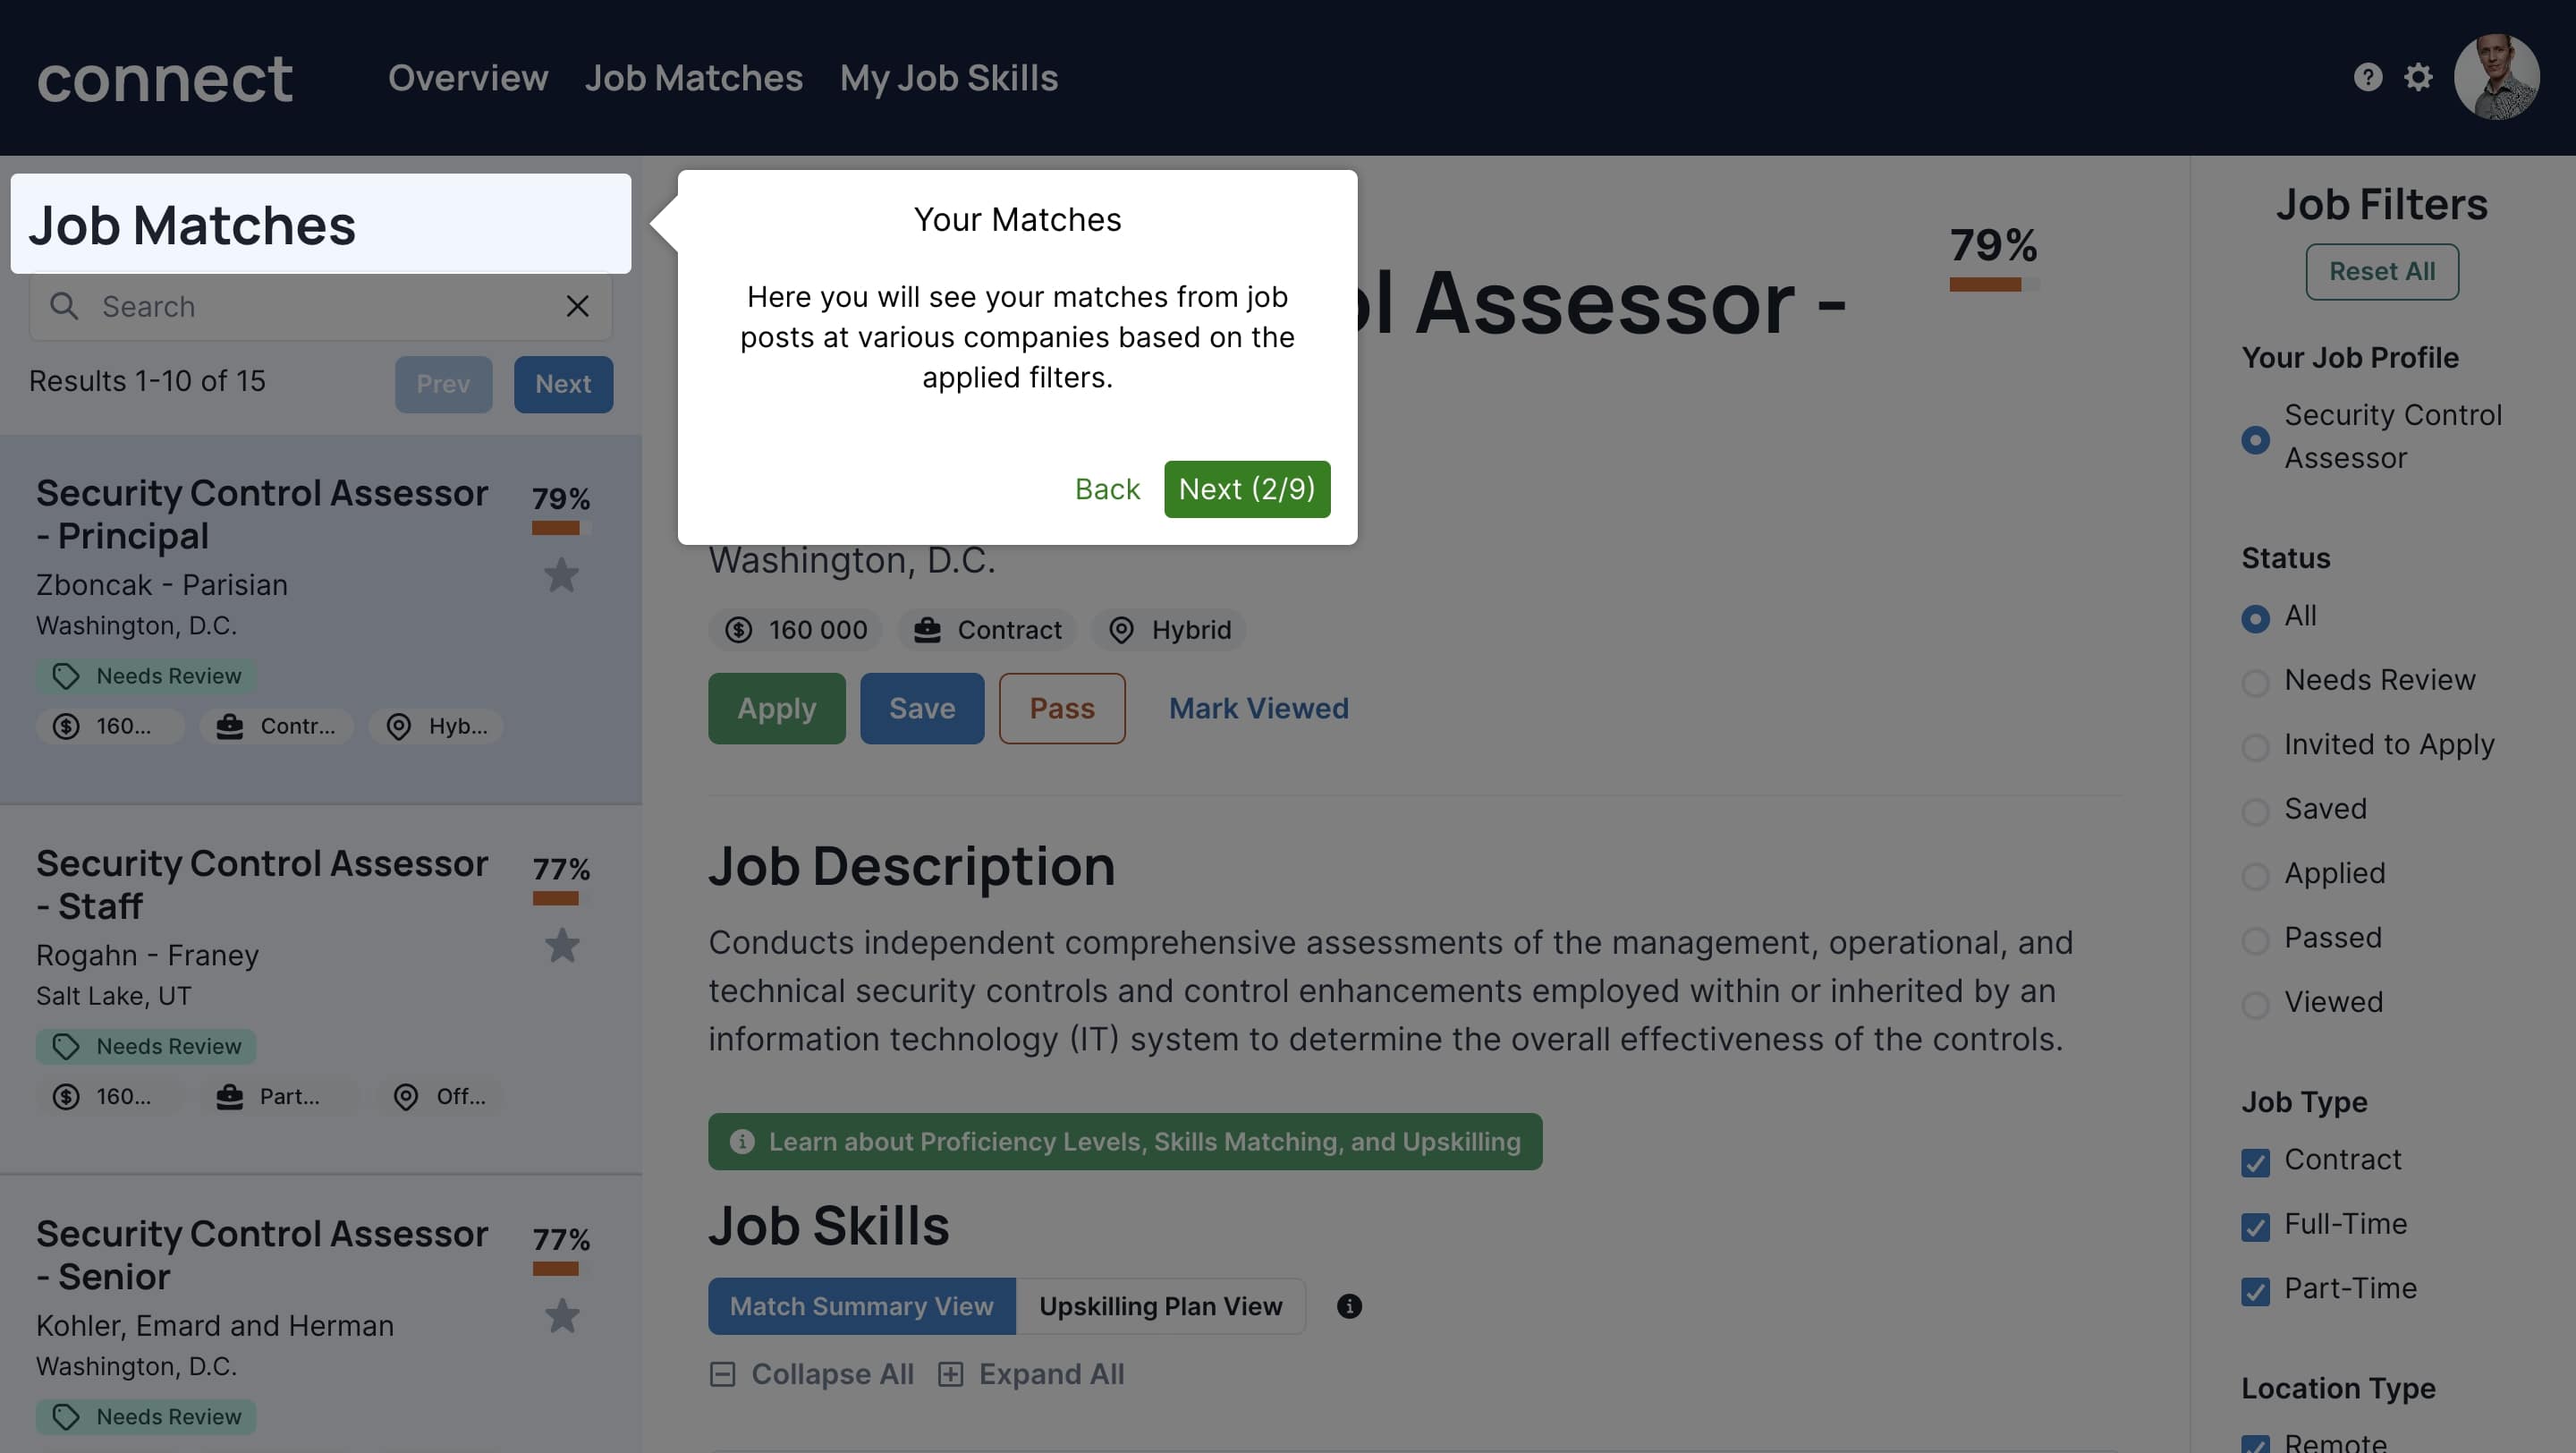 connect
Overview
Job Matches
My Job Skills
Job Matches
Search
Results 1-10 of 15
Prev
Next
Security Control Assessor
- Principal
79%
Zboncak - Parisian
Washington, D.C.
Needs Review
160...
Contr...
Hyb...
Security Control Assessor
- Staff
77%
Rogahn - Franey
Salt Lake, UT
Needs Review
160...
Part...
Off...
Security Control Assessor
- Senior
77%
Kohler, Emard and Herman
Washington, D.C.
Needs Review
Your Matches
Here you will see your matches from job
posts at various companies based on the
applied filters.
Back
Next (2/9)
Assessor -
79%
Washington, D.C.
160 000
Contract
Hybrid
Apply
Save
Pass
Mark Viewed
Job Description
Conducts independent comprehensive assessments of the management, operational, and
technical security controls and control enhancements employed within or inherited by an
information technology (IT) system to determine the overall effectiveness of the controls.
Learn about Proficiency Levels, Skills Matching, and Upskilling
Job Skills
Match Summary View
Upskilling Plan View
Collapse All
Expand All
Job Filters
Reset All
Your Job Profile
Security Control
Assessor
Status
All
Needs Review
Invited to Apply
Saved
Applied
Passed
Viewed
Job Type
Contract
Full-Time
Part-Time
Location Type
Remote